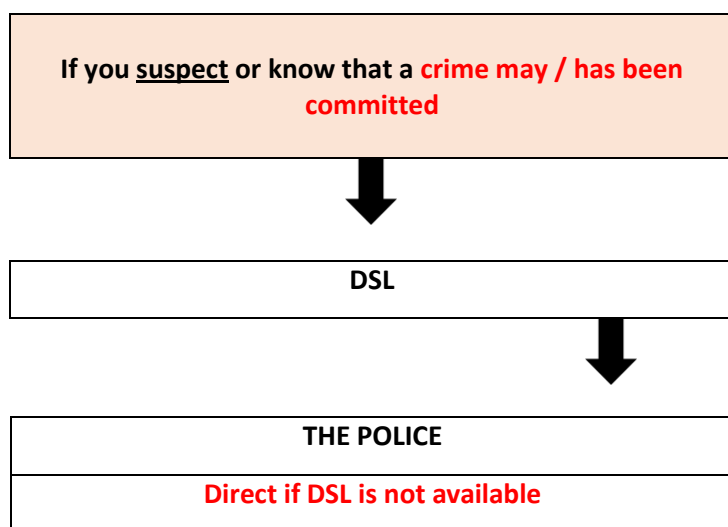 If you suspect or know that a crime may / has been
committed
DSL
THE POLICE
Direct if DSL is not available